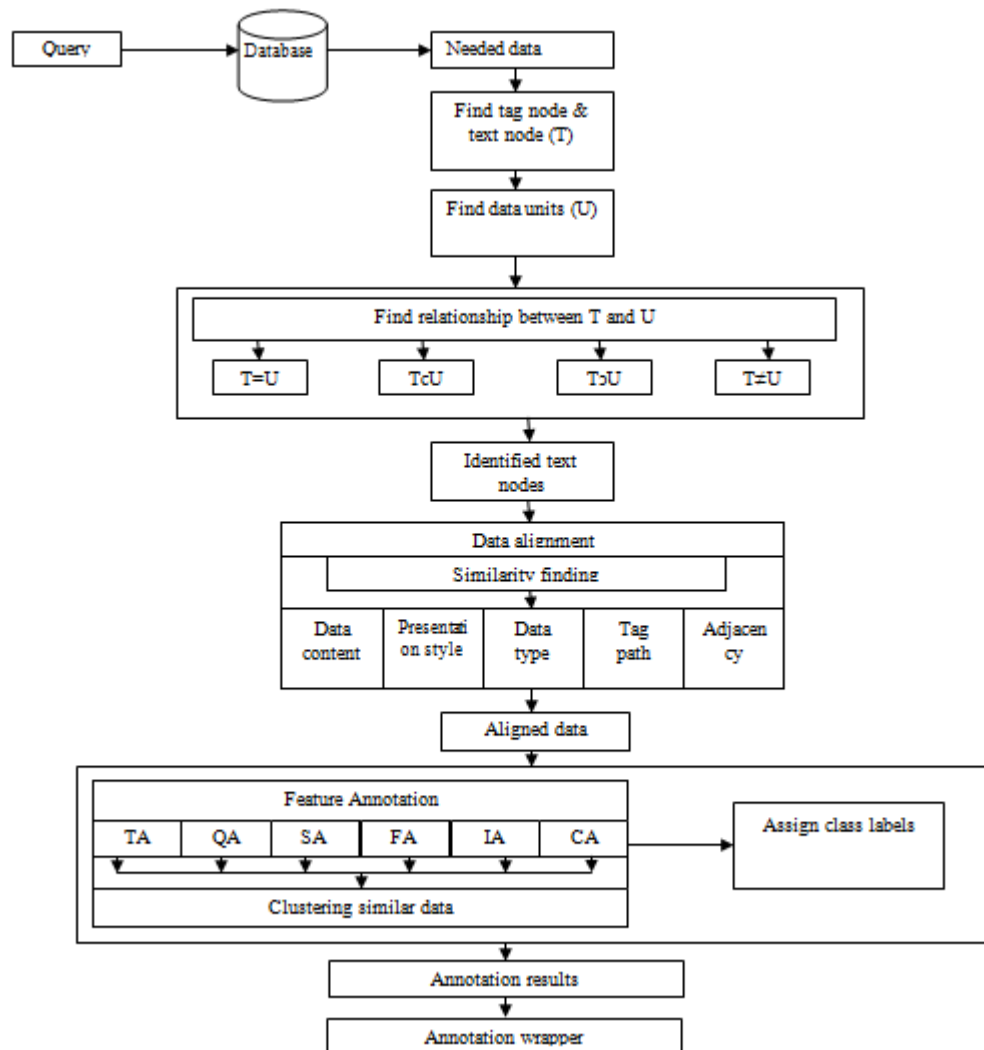 Query
Database
Needed data
Find tag node &
text node (T)
Find data units (U)
Find relationship between T and U
T=U
T⊂U
T⊃U
T≠U
Identified text
nodes
Data alignment
Similarity finding
Data
content
Presentati
on style
Data
type
Tag
path
Adjacen
cy
Aligned data
Feature Annotation
TA
QA
SA
FA
IA
CA
Assign class labels
Clustering similar data
Annotation results
Annotation wrapper